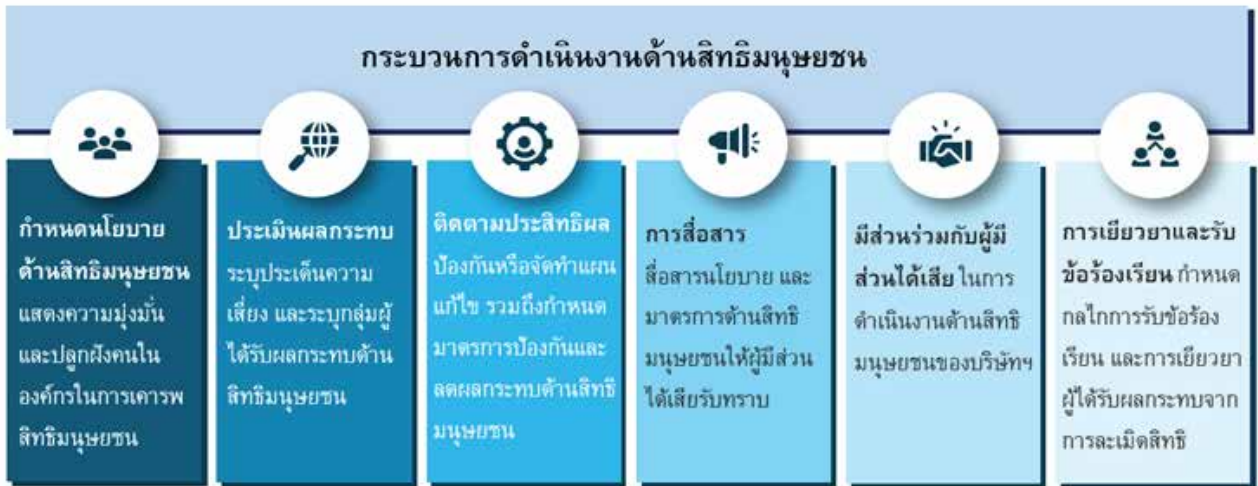 กระบวนการดำเนินงานด้านสิทธิมนุษยชน
กำหนดนโยบาย
ด้านสิทธิมนุษยชน
แสดงความมุ่งมั่น
และปลูกฝังคนใน
องค์กรในการเคารพ
สิทธิมนุษยชน
ประเมินผลกระทบ
ระบุประเด็นความ
เสี่ยง และระบุกลุ่มผู้
ได้รับผลกระทบด้าน
สิทธิมนุษยชน
ติดตามประสิทธิผล
ป้องกันหรือจัดทำแผน
แก้ไข รวมถึงกำหนด
มาตรการป้องกันและ
ลดผลกระทบด้านสิทธิ
มนุษยชน
การสื่อสาร
สื่อสารนโยบาย และ
มาตรการด้านสิทธิ
มนุษยชนให้ผู้มีส่วน
ได้เสียรับทราบ
มีส่วนร่วมกับผู้มี
ส่วนได้เสีย ในการ
ดำเนินงานด้านสิทธิ
มนุษยชนของบริษัทฯ
การเยียวยาและรับ
ข้อร้องเรียน กำหนด
กลไกการรับข้อร้อง
เรียน และการเยียวยา
ผู้ได้รับผลกระทบจาก
การละเมิดสิทธิ